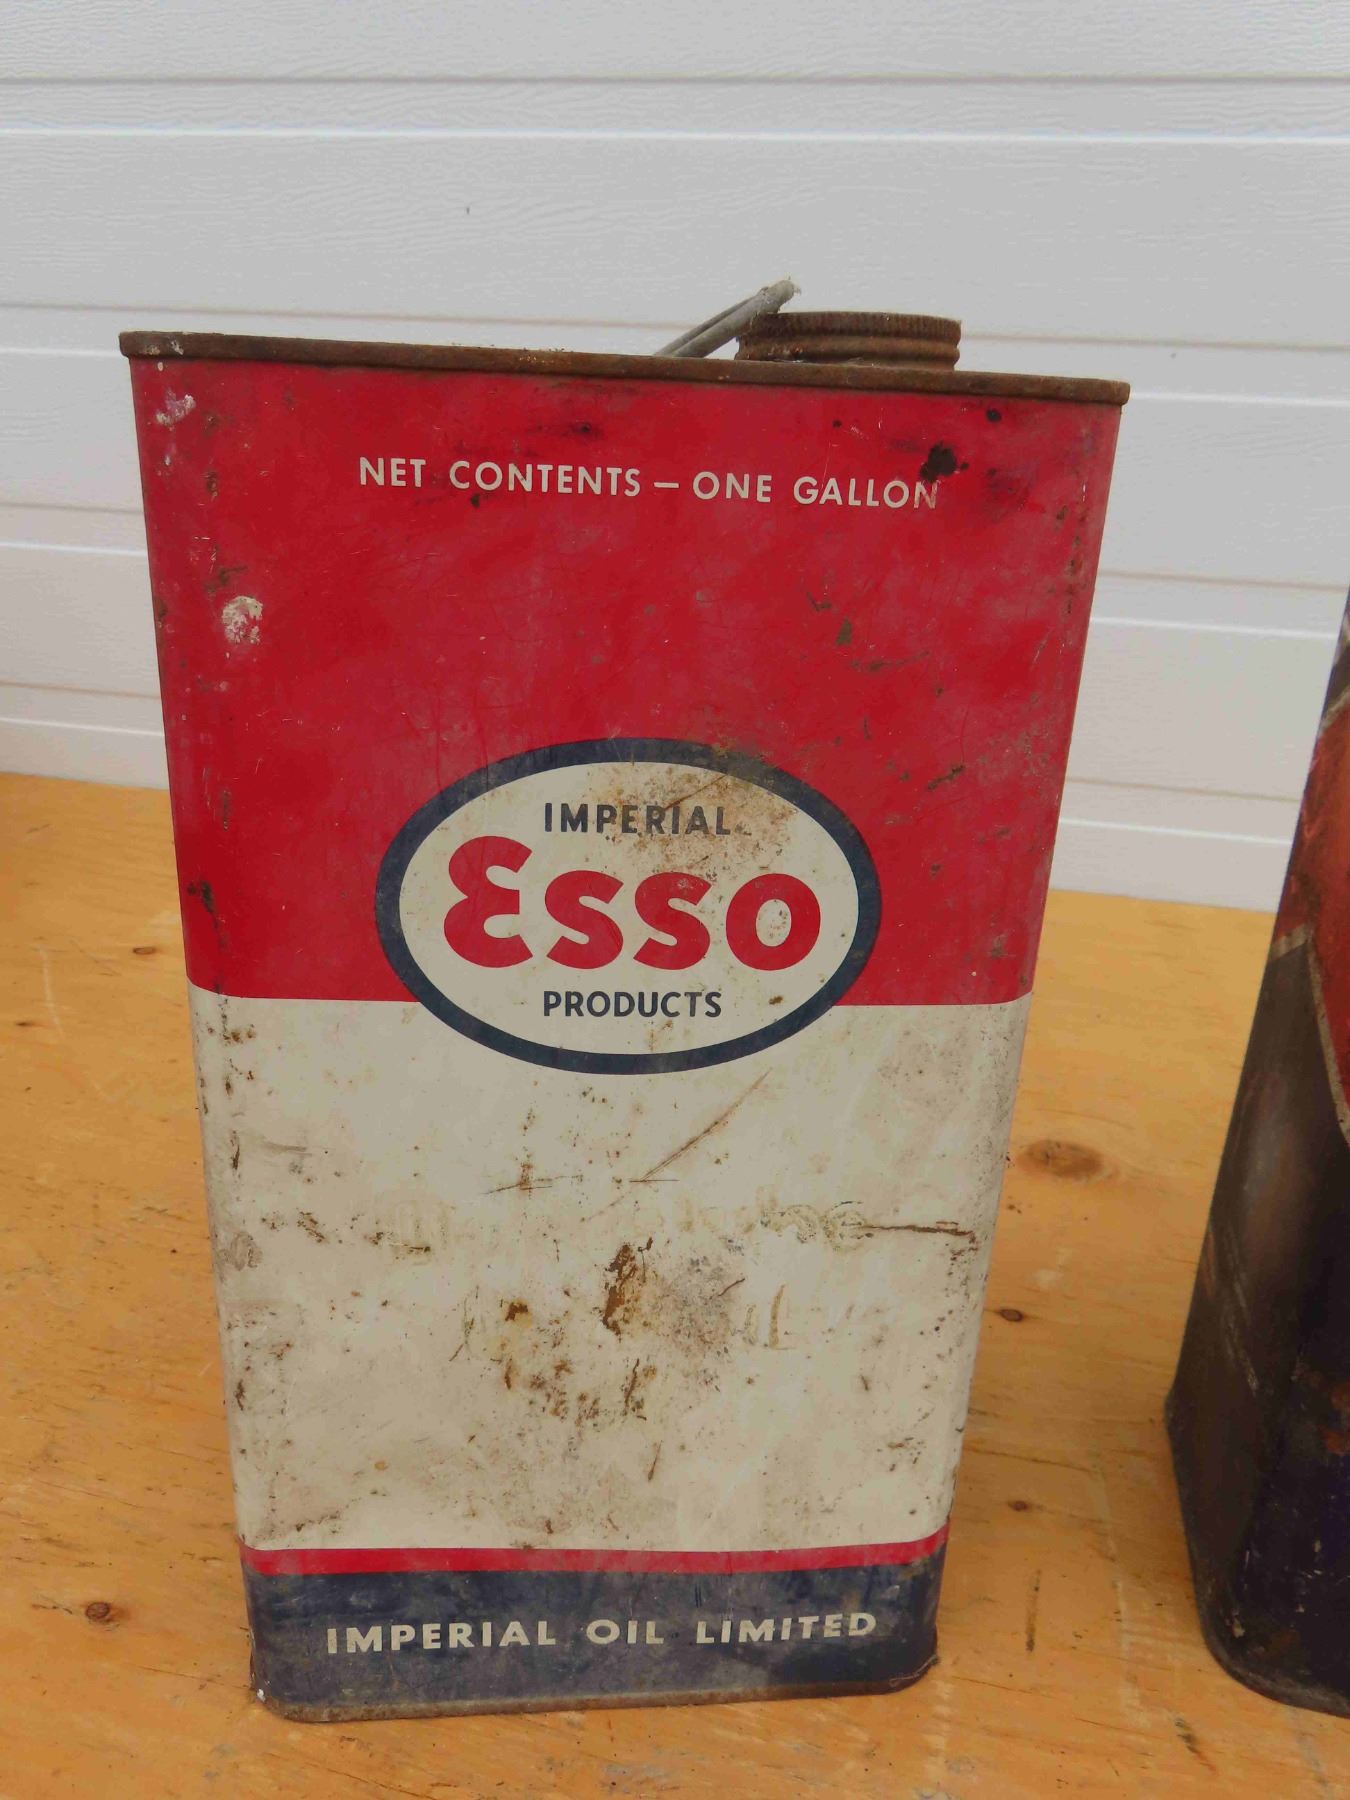 NET CONTENTS — ONE GALLON
IMPERIAL
Esso
PRODUCTS
IMPERIAL OIL LIMITED